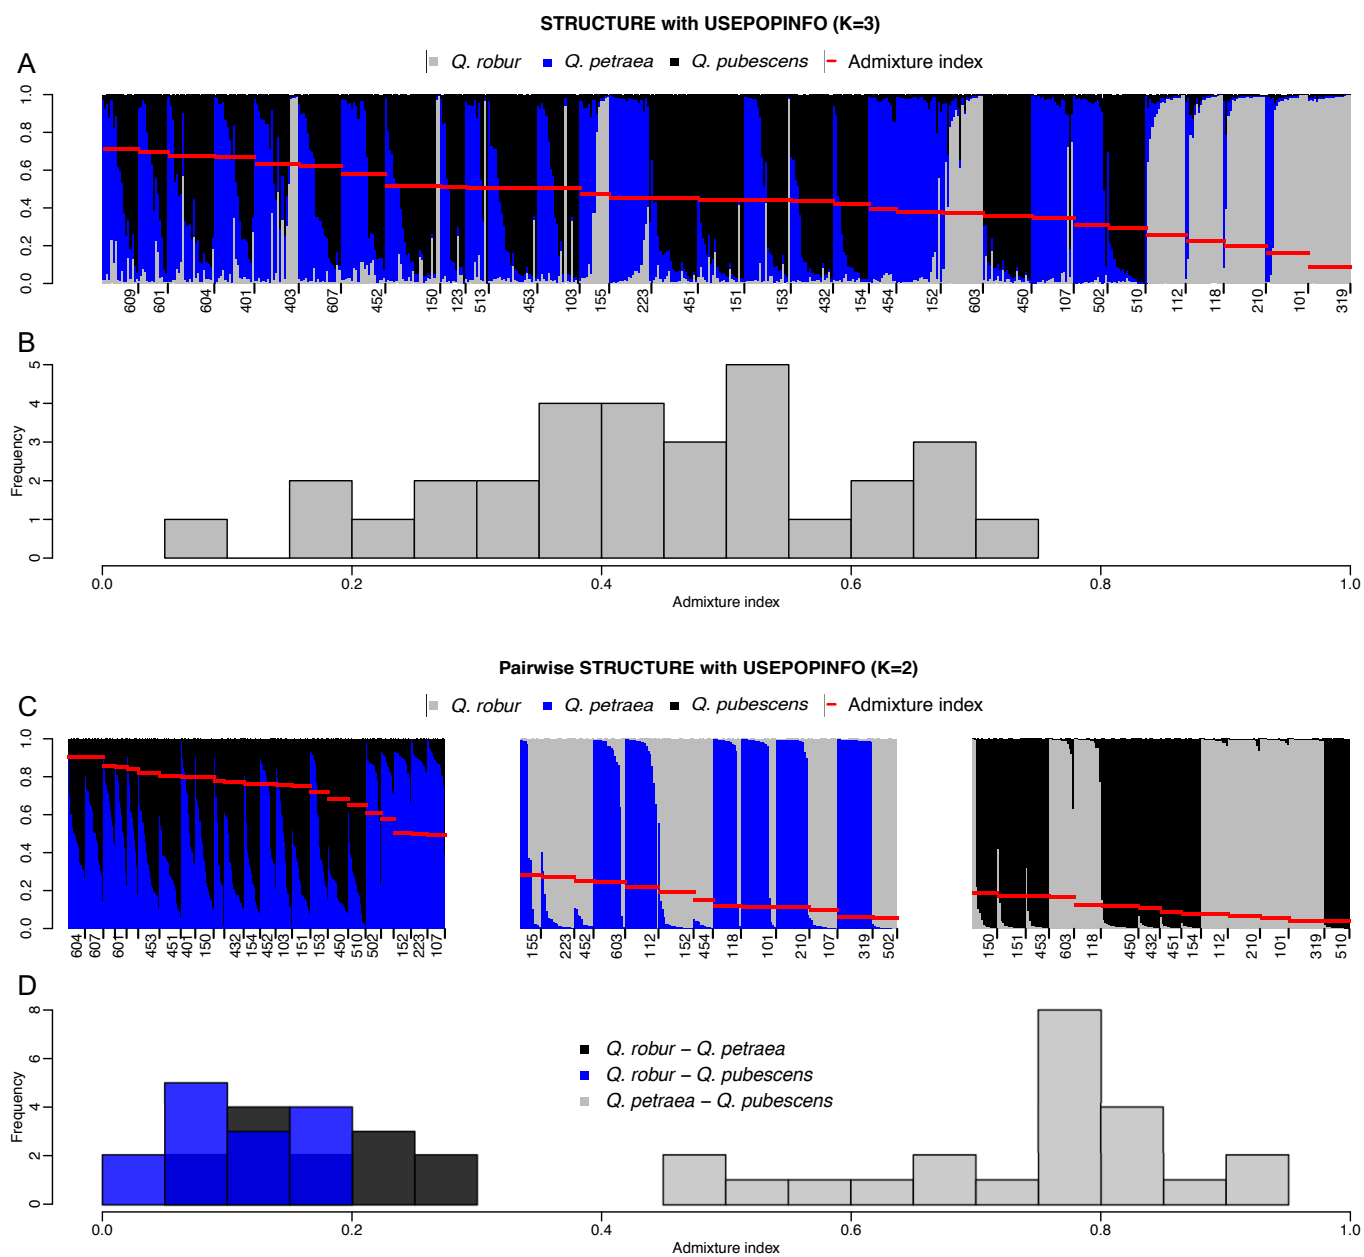 STRUCTURE with USEPOPINFO (K=3)
A
Q. robur Q. petraea Q. pubescens Admixture index
1.0
0.8
0.6
0.4
0.2
0.0
609 601 604 401 403 607 452 150 123 513 453 103 155 223 451 151 153 432 154 454 152 603 450 107 502 510 112 118 210 101 319
B
Frequency
5
4
3
2
1
0
0.0 0.2 0.4 0.6 0.8 1.0
Admixture index
Pairwise STRUCTURE with USEPOPINFO (K=2)
C
Q. robur Q. petraea Q. pubescens Admixture index
1.0
0.8
0.6
0.4
0.2
0.0
604 607 601 453 451 401 150 432 154 452 103 151 153 450 510 502 152 223 107
155 223 452 603 112 152 454 118 101 210 107 319 502
150 151 453 603 118 450 432 451 154 112 210 101 319 510
D
Frequency
8
6
4
2
0
Q. robur − Q. petraea
Q. robur − Q. pubescens
Q. petraea − Q. pubescens
0.0 0.2 0.4 0.6 0.8 1.0
Admixture index